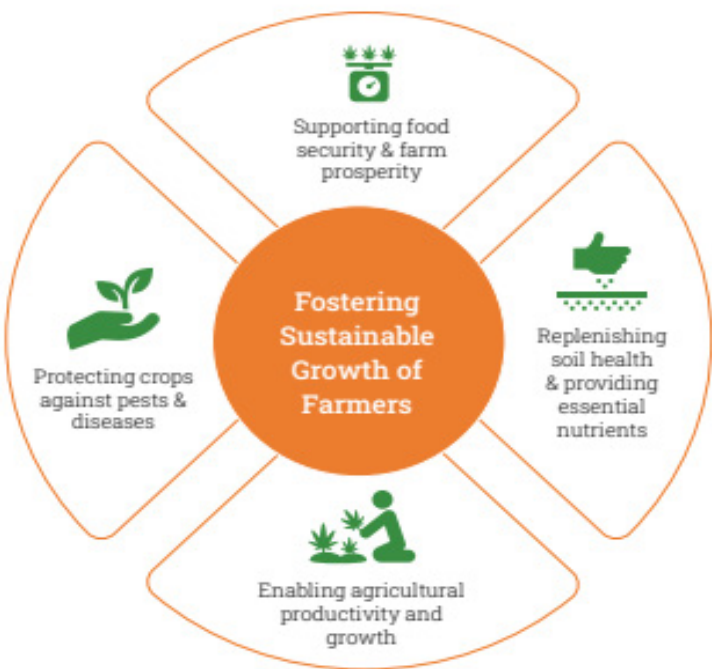 Supporting food
security & farm
prosperity
Protecting crops
against pests &
diseases
Fostering
Sustainable
Growth of
Farmers
Replenishing
soil health
& providing
essential
nutrients
Enabling agricultural
productivity and
growth